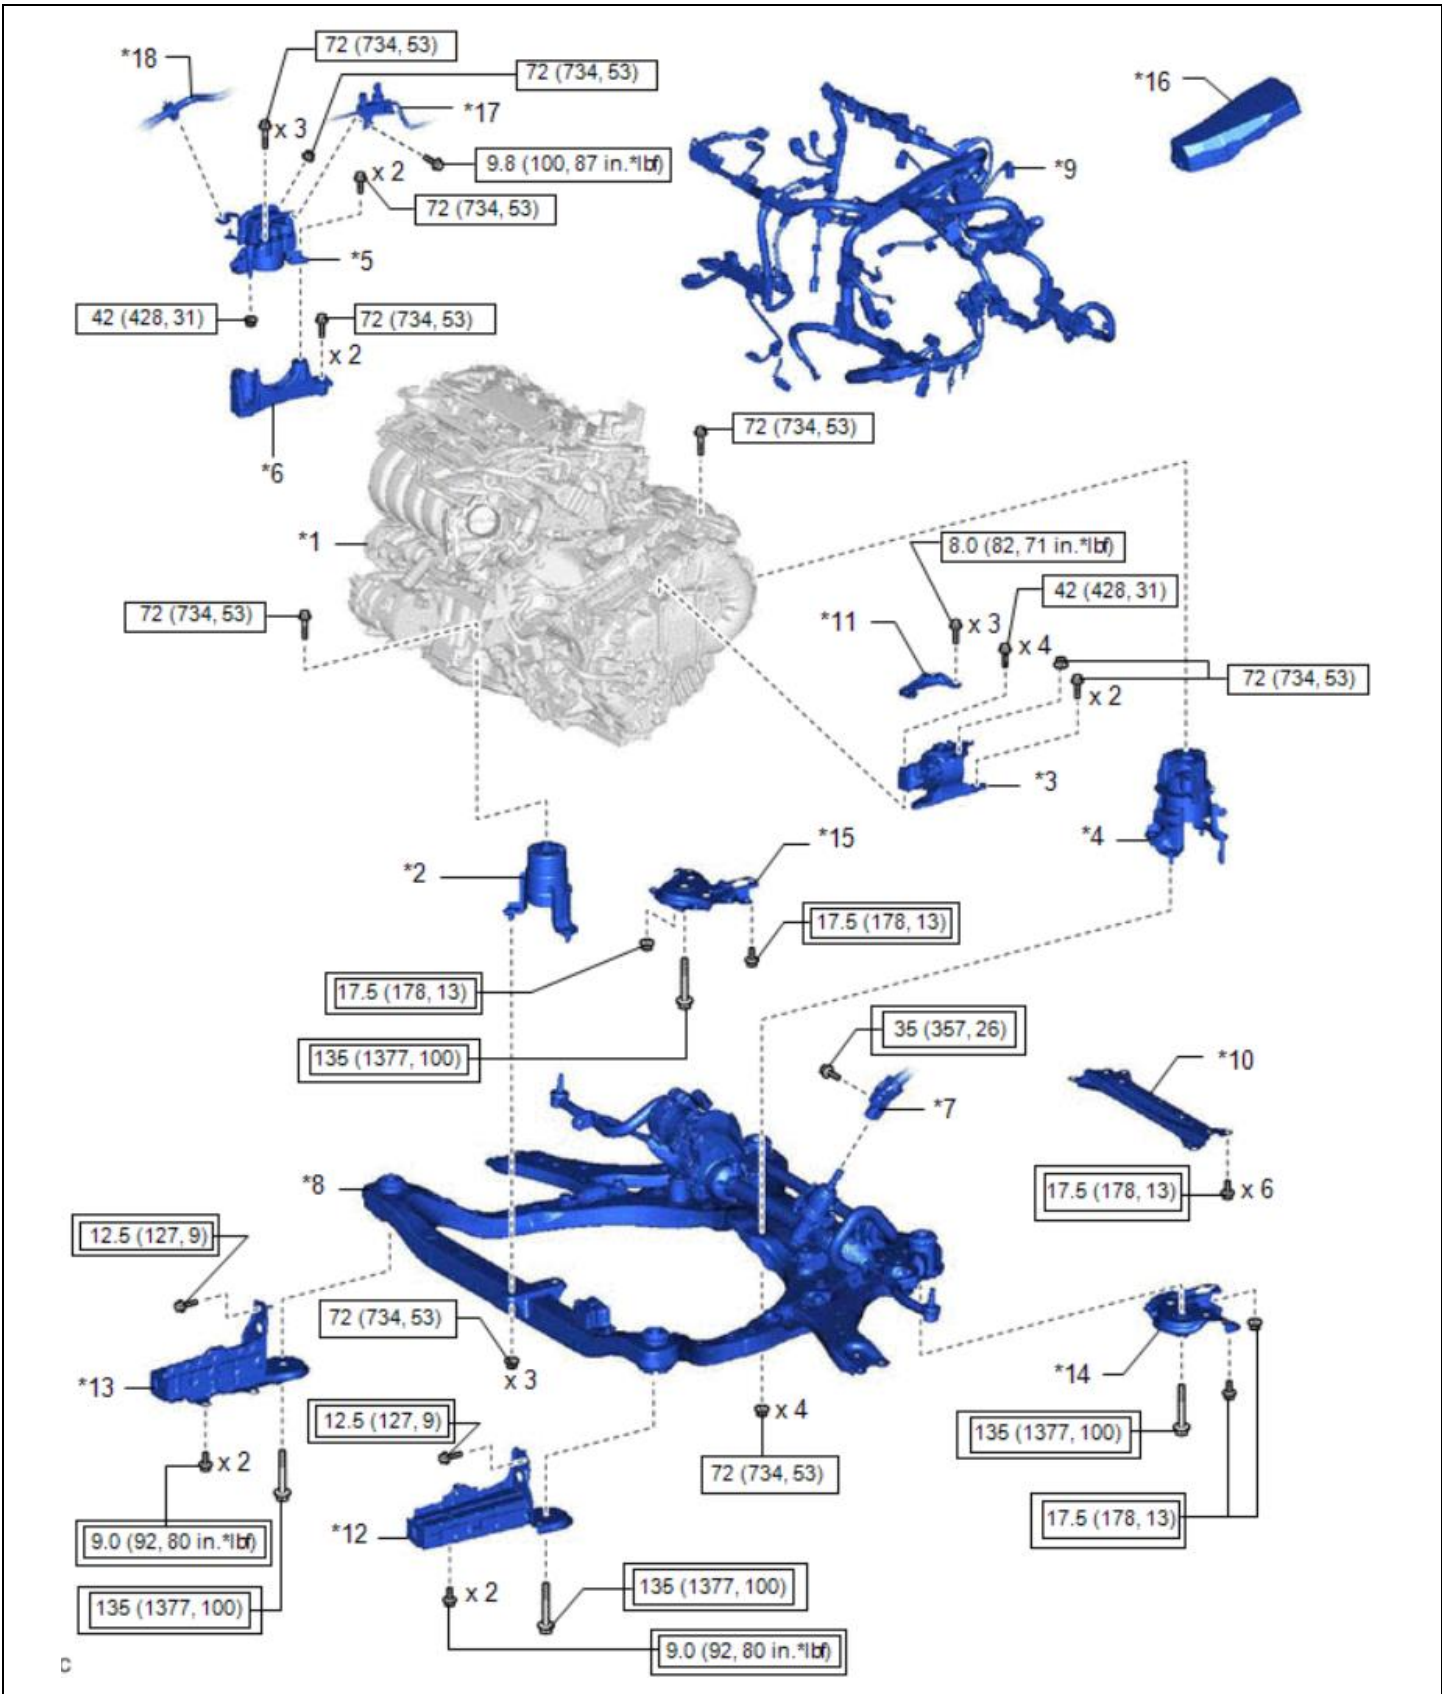 *18
72 (734, 53)
72 (734, 53)
*16
x 3
*17
9.8 (100, 87 in.*lbf)
x 2
*9
72 (734, 53)
*5
42 (428, 31)
72 (734, 53)
x 2
*6
72 (734, 53)
*1
8.0 (82, 71 in.*lbf)
42 (428, 31)
72 (734, 53)
*11
x 3
x 4
72 (734, 53)
x 2
*3
*15
*4
*2
17.5 (178, 13)
17.5 (178, 13)
35 (357, 26)
135 (1377, 100)
*10
*7
*8
17.5 (178, 13)
x 6
12.5 (127, 9)
72 (734, 53)
*14
x 3
*13
12.5 (127, 9)
x 4
135 (1377, 100)
x 2
72 (734, 53)
17.5 (178, 13)
*12
9.0 (92, 80 in.*lbf)
x 2
135 (1377, 100)
135 (1377, 100)
9.0 (92, 80 in.*lbf)
c